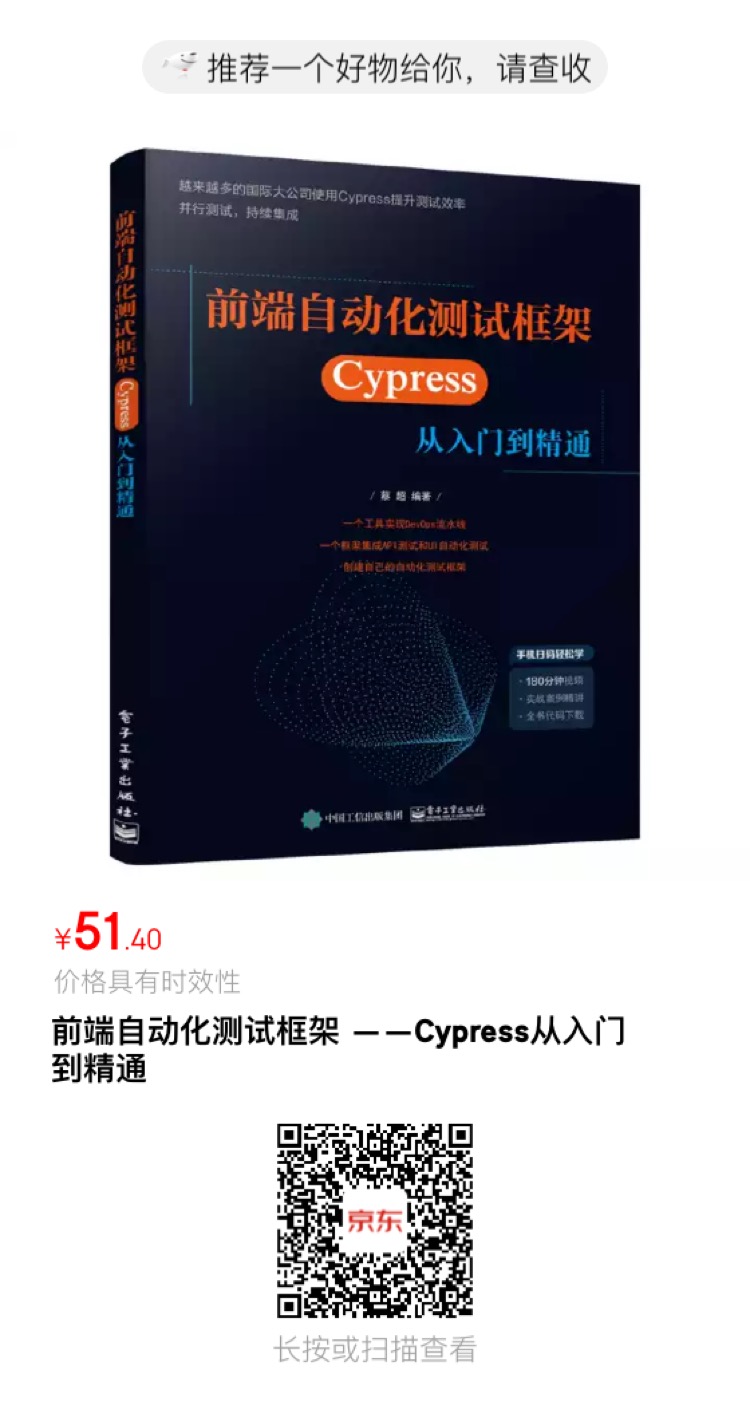 推荐一个好物给你，请查收
越来越多的国际大公司使用Cypress提升测试效率
并行测试，持续集成
前端自动化测试框架
Cypress
从入门到精通
/ 蔡 超 编著 /
一个工具实现DevOps流水线
一个框架集成API测试和UI自动化测试
创建自己的自动化测试框架
手机扫码轻松学
· 180分钟视频
· 实战案例精讲
· 全书代码下载
中国工信出版集团 电子工业出版社
前端自动化测试框架 Cypress 从入门到精通
电子工业出版社
¥51.40
价格具有时效性
前端自动化测试框架 ——Cypress从入门
到精通
京东
长按或扫描查看